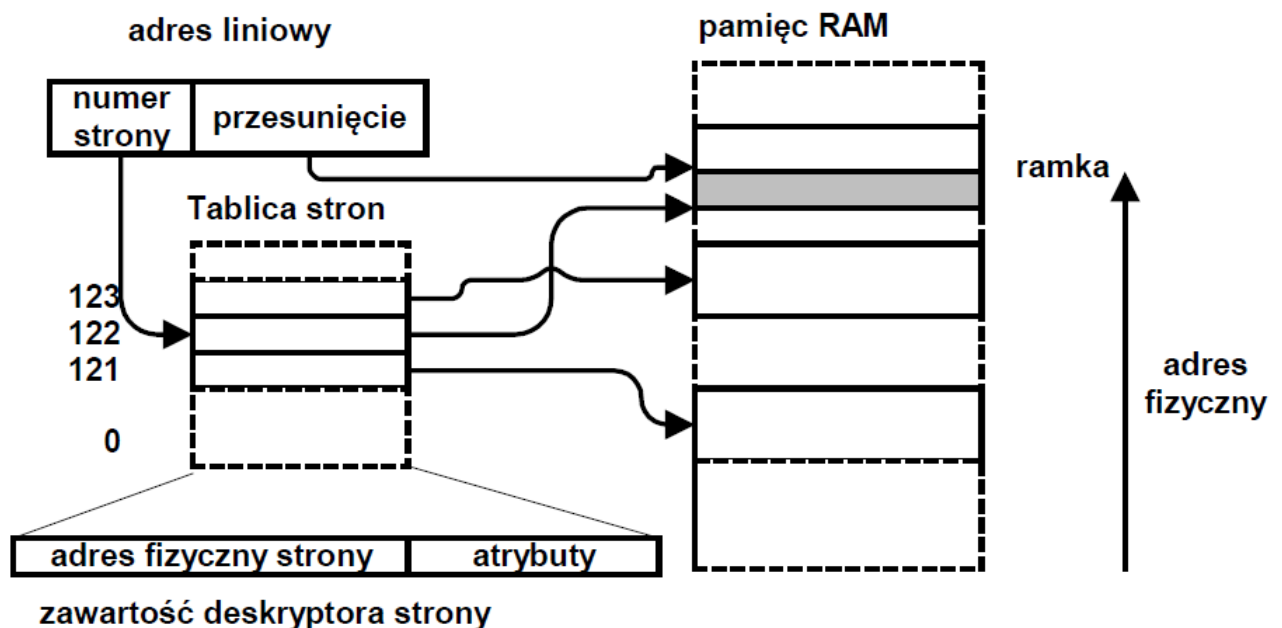 adres liniowy
pamięc RAM
numer
strony
przesunięcie
ramka
Tablica stron
123
122
121
0
adres
fizyczny
adres fizyczny strony
atrybuty
zawartość deskryptora strony